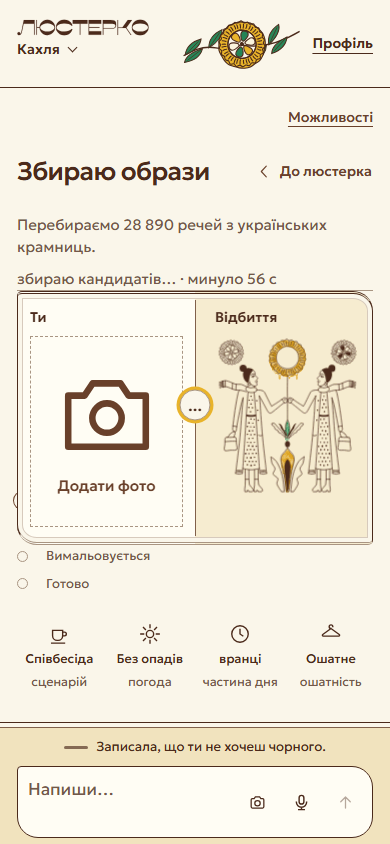 ЛЮСТЕРКО
Кахля
Профіль
Можливості
Збираю образи
До люстерка
Перебираємо 28 890 речей з українських
крамниць.
збираю кандидатів... · минуло 56 с
Ти
Відбиття
...
Додати фото
Вимальовується
Готово
Співбесіда
сценарій
Без опадів
погода
вранці
частина дня
Ошатне
ошатність
Записала, що ти не хочеш чорного.
Напиши...